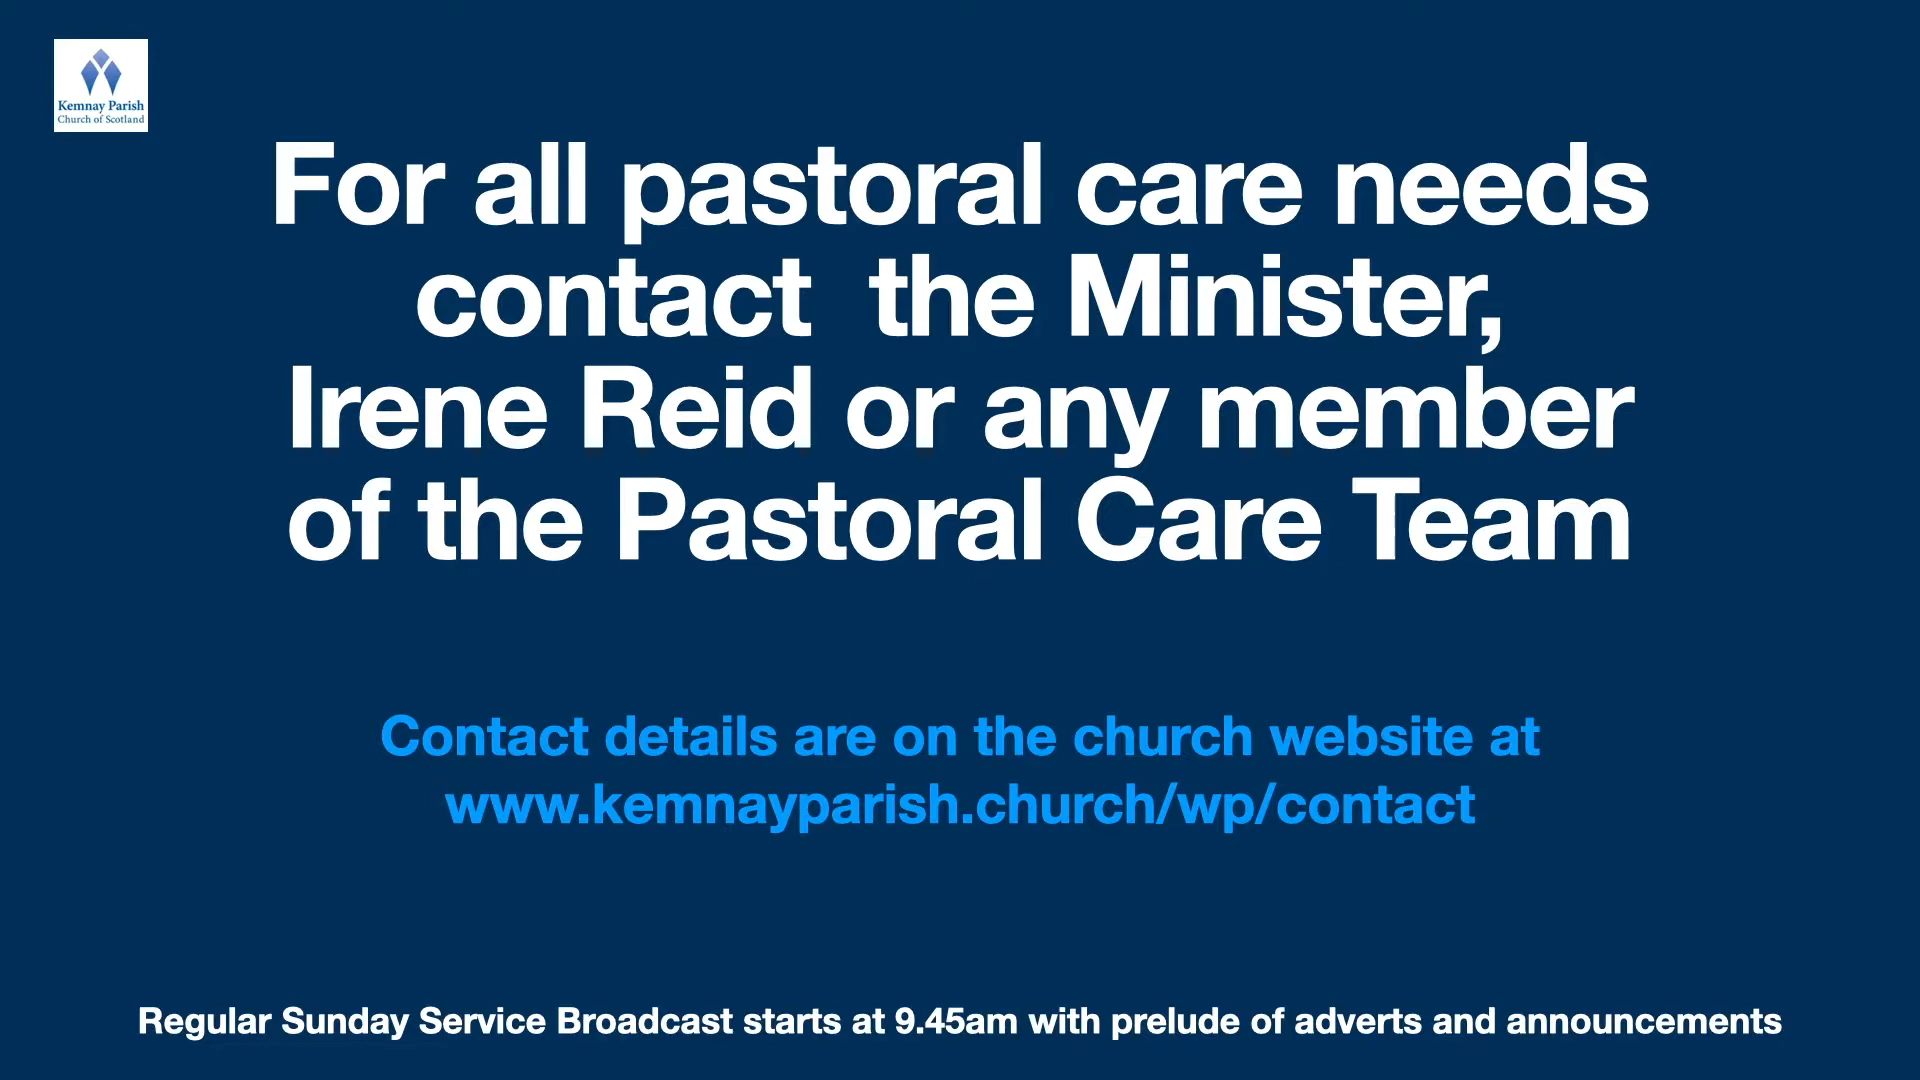 Kemnay Parish
Church of Scotland
For all pastoral care needs
contact  the Minister,
Irene Reid or any member
of the Pastoral Care Team
Contact details are on the church website at
www.kemnayparish.church/wp/contact
Regular Sunday Service Broadcast starts at 9.45am with prelude of adverts and announcements